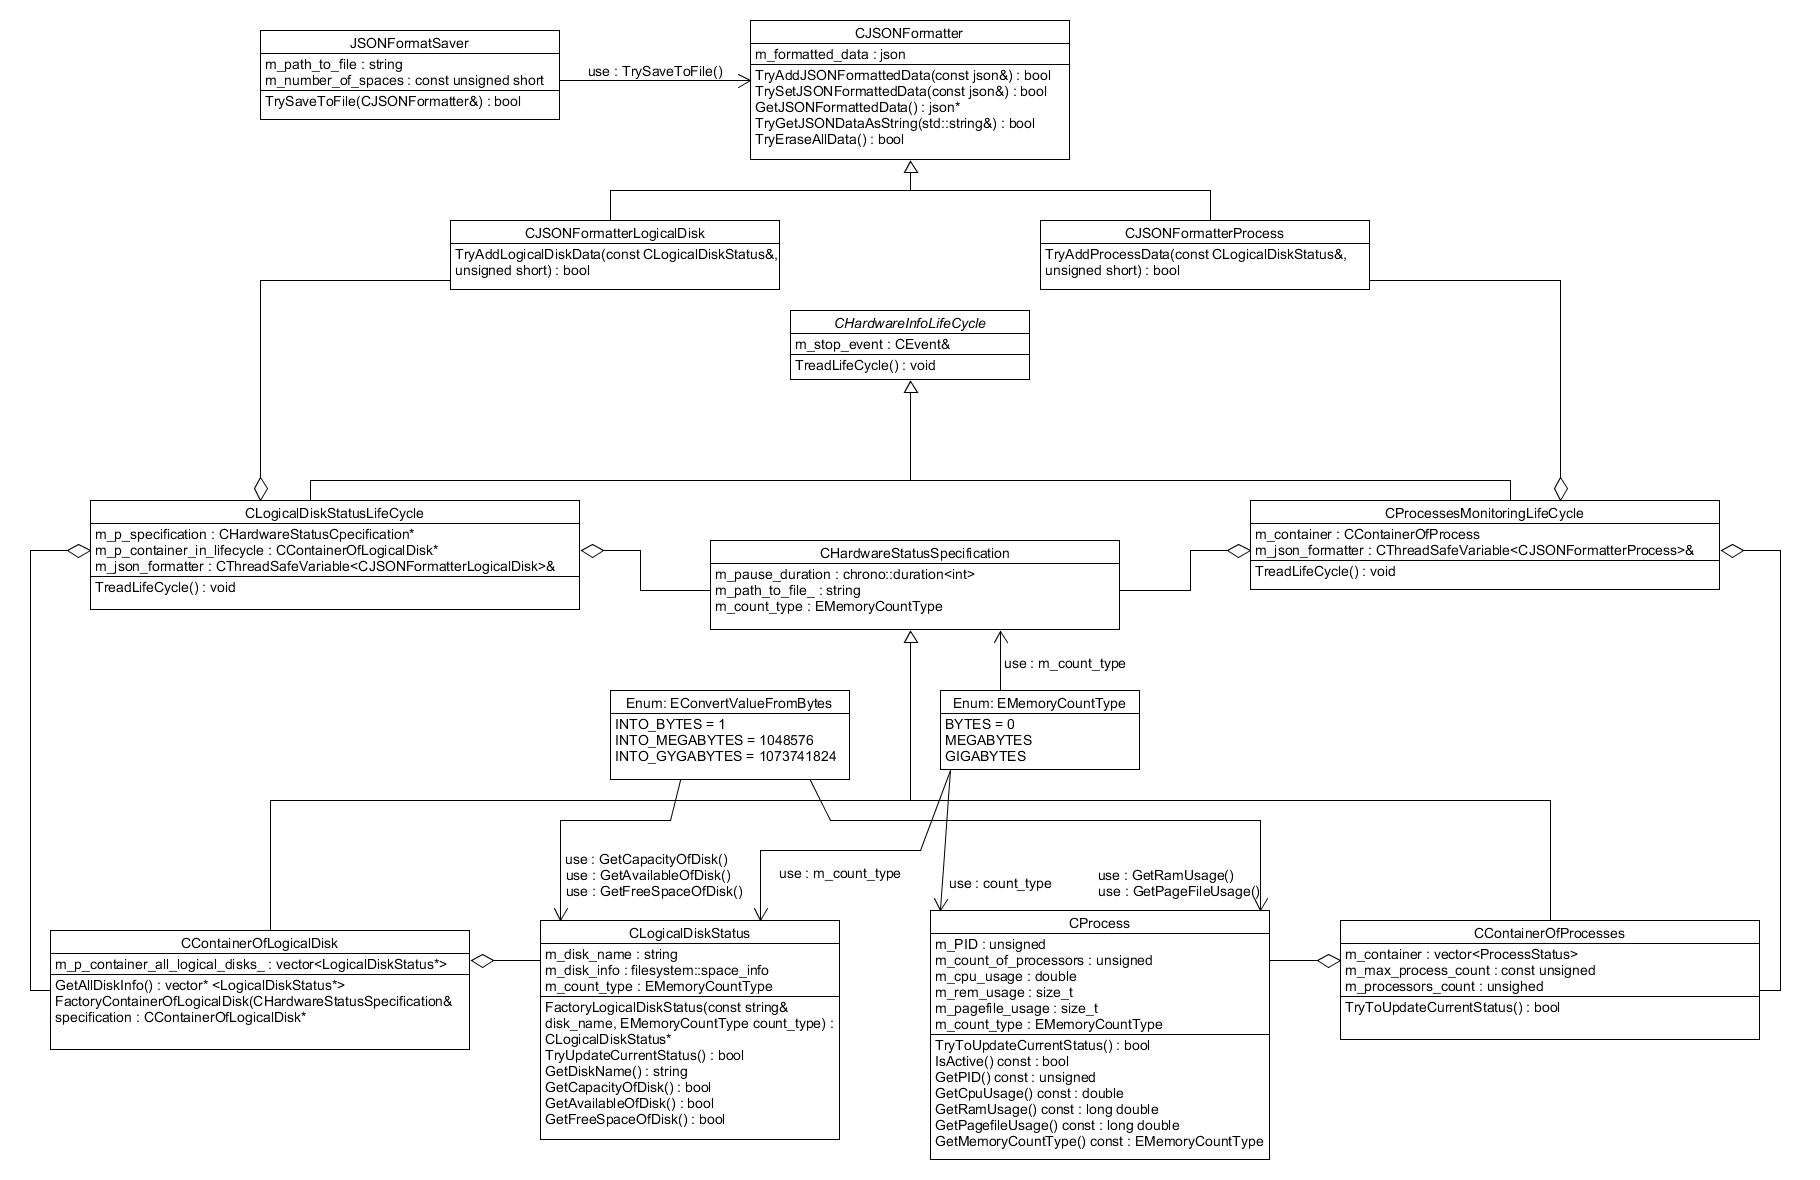 JSONFormatSaver
m_path_to_file : string
m_number_of_spaces : const unsigned short
TrySaveToFile(CJSONFormatter&) : bool
use : TrySaveToFile()
CJSONFormatter
m_formatted_data : json
TryAddJSONFormattedData(const json&) : bool
TrySetJSONFormattedData(const json&) : bool
GetJSONFormattedData() : json*
TryGetJSONDataAsString(std::string&) : bool
TryEraseAllData() : bool
CJSONFormatterLogicalDisk
TryAddLogicalDiskData(const CLogicalDiskStatus&,
unsigned short) : bool
CJSONFormatterProcess
TryAddProcessData(const CLogicalDiskStatus&,
unsigned short) : bool
CHardwareInfoLifeCycle
m_stop_event : CEvent&
TreadLifeCycle() : void
CLogicalDiskStatusLifeCycle
m_p_specification : CHardwareStatusCpecification*
m_p_container_in_lifecycle : CContainerOfLogicalDisk*
m_json_formatter : CThreadSafeVariable<CJSONFormatterLogicalDisk>&
TreadLifeCycle() : void
CHardwareStatusSpecification
m_pause_duration : chrono::duration<int>
m_path_to_file_ : string
m_count_type : EMemoryCountType
CProcessesMonitoringLifeCycle
m_container : CContainerOfProcess
m_json_formatter : CThreadSafeVariable<CJSONFormatterProcess>&
TreadLifeCycle() : void
use : m_count_type
Enum: EConvertValueFromBytes
INTO_BYTES = 1
INTO_MEGABYTES = 1048576
INTO_GYGABYTES = 1073741824
Enum: EMemoryCountType
BYTES = 0
MEGABYTES
GIGABYTES
use : GetCapacityOfDisk()
use : GetAvailableOfDisk()
use : GetFreeSpaceOfDisk()
use : m_count_type
use : count_type
use : GetRamUsage()
use : GetPageFileUsage()
CContainerOfLogicalDisk
m_p_container_all_logical_disks_ : vector<LogicalDiskStatus*>
GetAllDiskInfo() : vector* <LogicalDiskStatus*>
FactoryContainerOfLogicalDisk(CHardwareStatusSpecification&
specification : CContainerOfLogicalDisk*
CLogicalDiskStatus
m_disk_name : string
m_disk_info : filesystem::space_info
m_count_type : EMemoryCountType
FactoryLogicalDiskStatus(const string&
disk_name, EMemoryCountType count_type) :
CLogicalDiskStatus*
TryUpdateCurrentStatus() : bool
GetDiskName() : string
GetCapacityOfDisk() : bool
GetAvailableOfDisk() : bool
GetFreeSpaceOfDisk() : bool
CProcess
m_PID : unsigned
m_count_of_processors : unsigned
m_cpu_usage : double
m_rem_usage : size_t
m_pagefile_usage : size_t
m_count_type : EMemoryCountType
TryToUpdateCurrentStatus() : bool
IsActive() const : bool
GetPID() const : unsigned
GetCpuUsage() const : double
GetRamUsage() const : long double
GetPagefileUsage() const : long double
GetMemoryCountType() const : EMemoryCountType
CContainerOfProcesses
m_container : vector<ProcessStatus>
m_max_process_count : const unsigned
m_processors_count : unsighed
TryToUpdateCurrentStatus() : bool